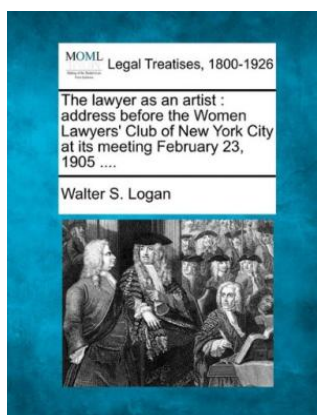 MOML
Legal Treatises, 1800-1926
The lawyer as an artist :
address before the Women
Lawyers' Club of New York City
at its meeting February 23,
1905 ....
Walter S. Logan